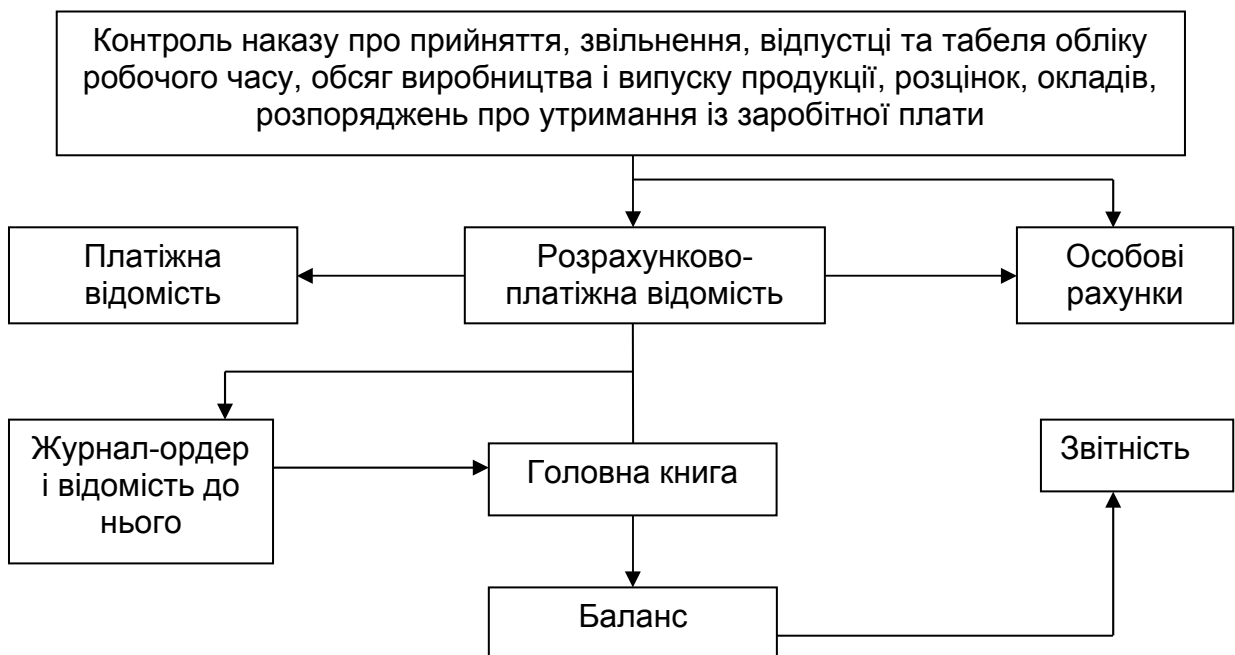 Контроль наказу про прийняття, звільнення, відпустці та табеля обліку
робочого часу, обсяг виробництва і випуску продукції, розцінок, окладів,
розпоряджень про утримання із заробітної плати
Платіжна
відомість
Розрахунково-
платіжна відомість
Особові
рахунки
Журнал-ордер
і відомість до
нього
Головна книга
Звітність
Баланс